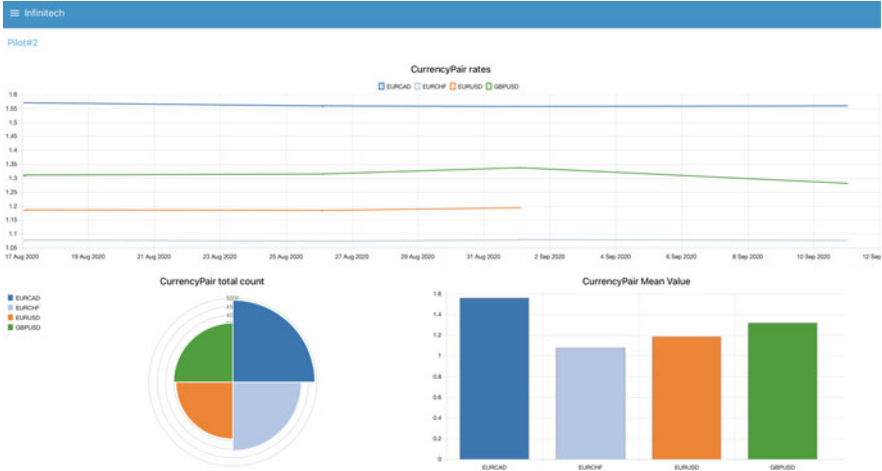 ≡ Infinitech
Pilot#2
CurrencyPair rates
EURCAD EURCHF EURUSD GBPUSD
1.6
1.55
1.5
1.45
1.4
1.35
1.3
1.25
1.2
1.15
1.1
1.05
17 Aug 2020 19 Aug 2020 21 Aug 2020 23 Aug 2020 25 Aug 2020 27 Aug 2020 29 Aug 2020 31 Aug 2020 2 Sep 2020 4 Sep 2020 6 Sep 2020 8 Sep 2020 10 Sep 2020 12 Sep
CurrencyPair total count
EURCAD
EURCHF
EURUSD
GBPUSD
5000
45
40
CurrencyPair Mean Value
1.6
1.4
1.2
1
0.8
0.6
0.4
0.2
0
EURCAD EURCHF EURUSD GBPUSD